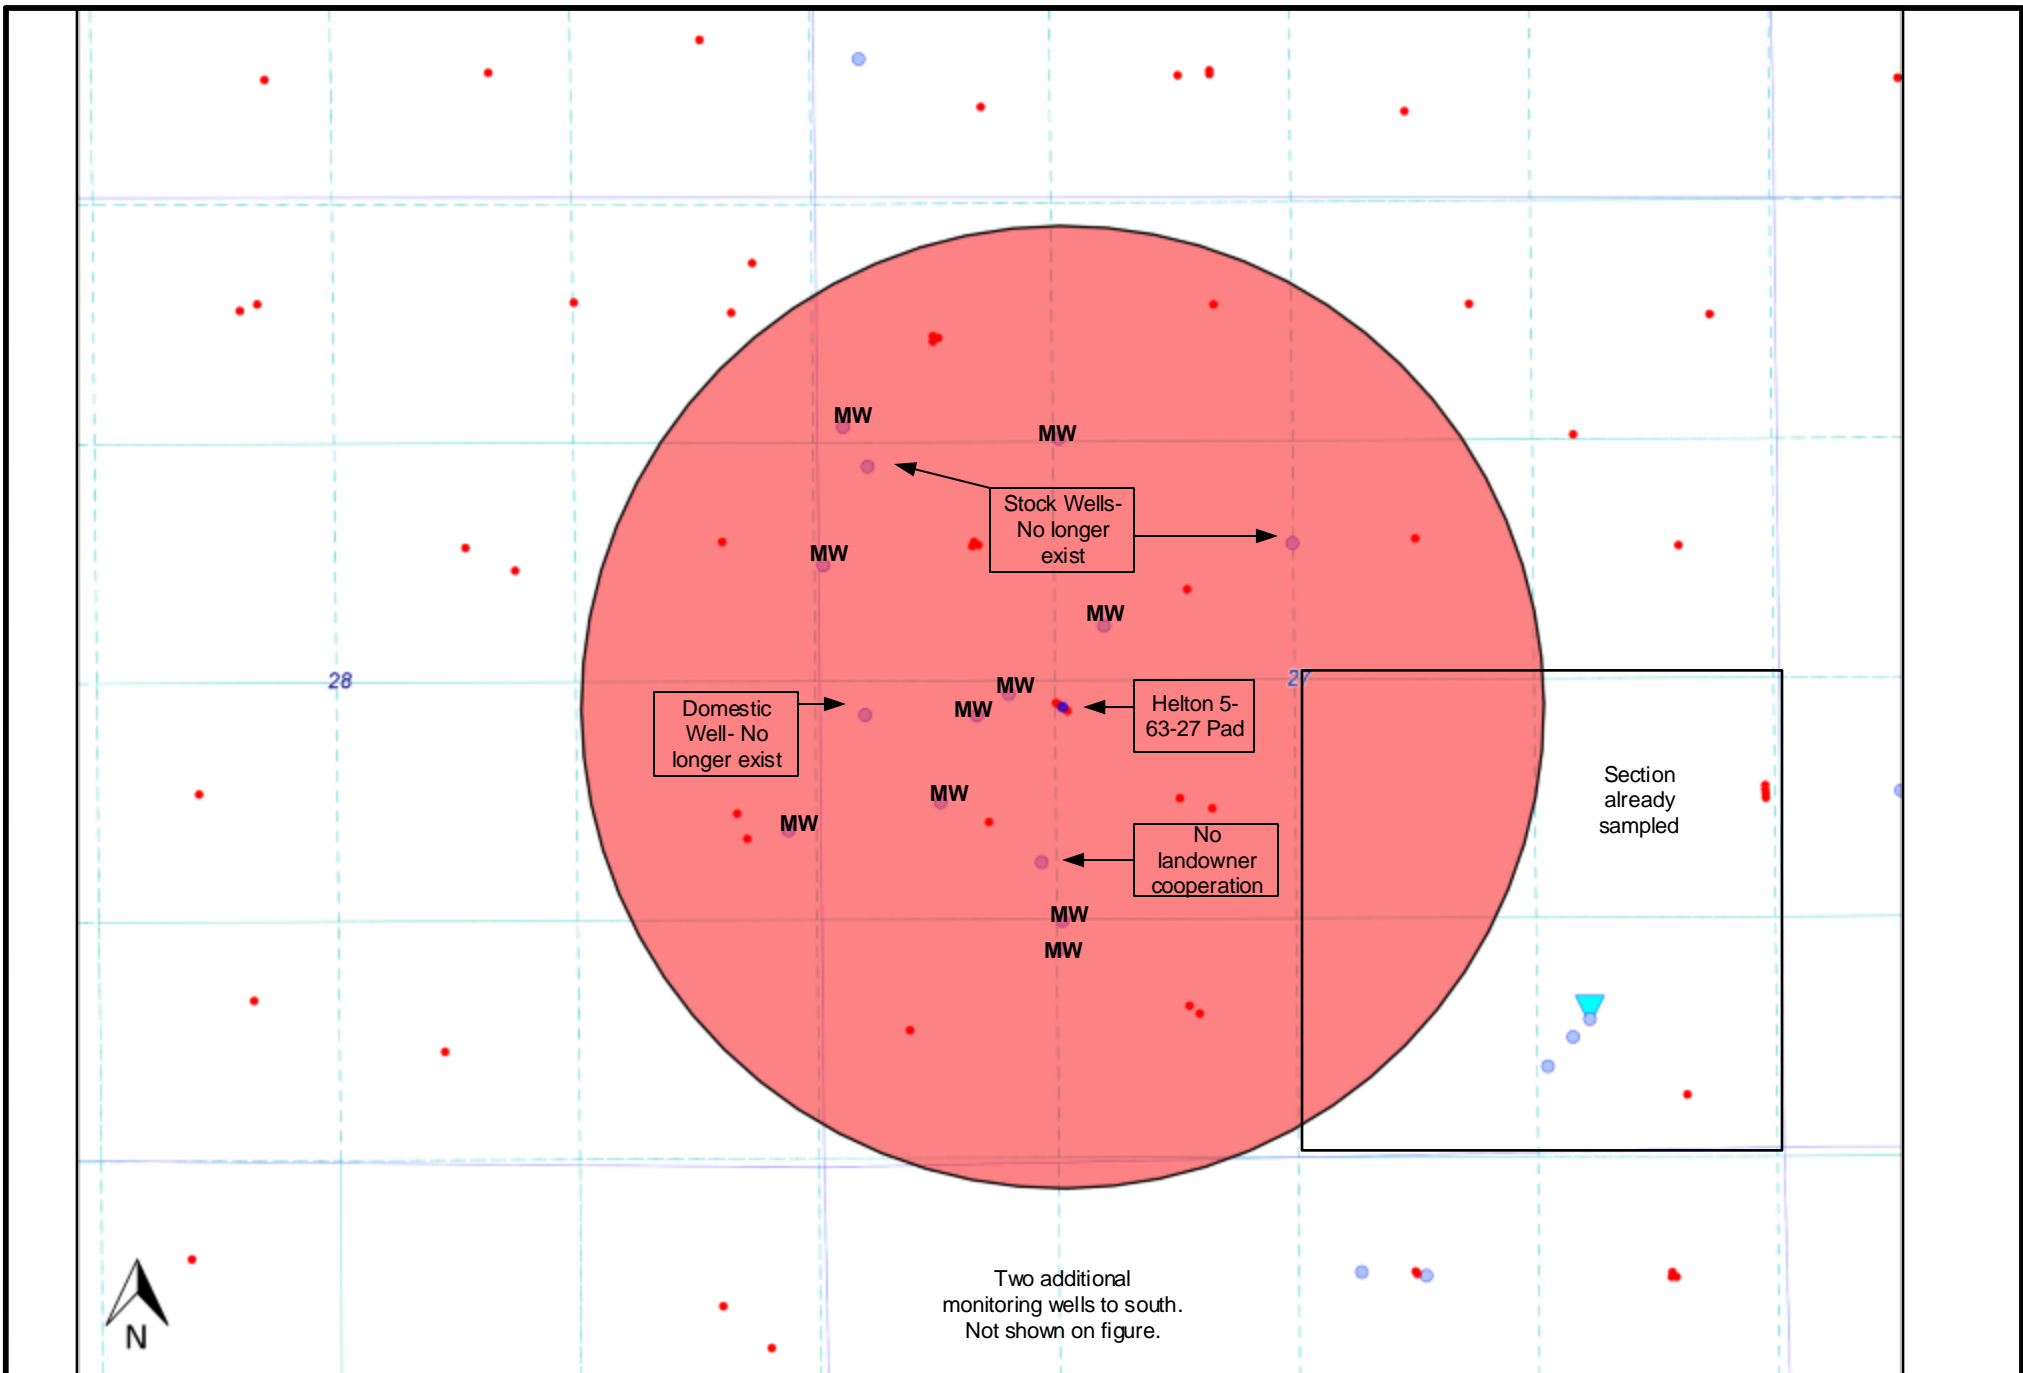 MW
MW
Stock Wells-
No longer
exist
MW
MW
28
27
MW
MW
Domestic
Well- No
longer exist
Helton 5-
63-27 Pad
Section
already
sampled
MW
MW
No
landowner
cooperation
MW
MW
Two additional
monitoring wells to south.
Not shown on figure.
N